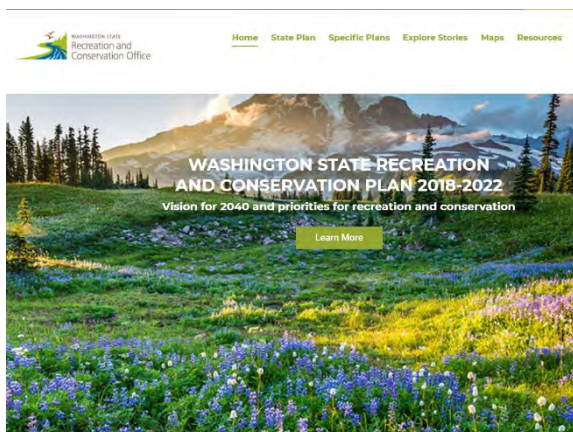 WASHINGTON STATE
Recreation and
Conservation Office
Home State Plan Specific Plans Explore Stories Maps Resources
WASHINGTON STATE RECREATION
AND CONSERVATION PLAN 2018-2022
Vision for 2040 and priorities for recreation and conservation
Learn More